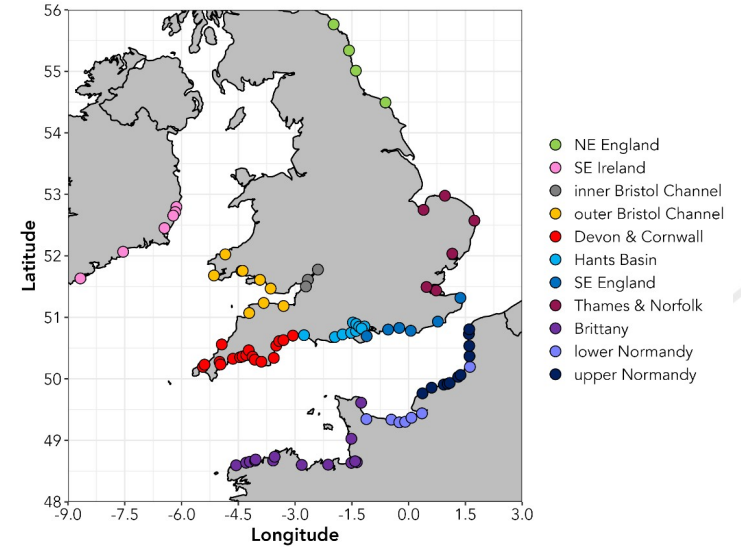 56
55
54
53
52
51
50
49
48
Latitude
-9.0 -7.5 -6.0 -4.5 -3.0 -1.5 0.0 1.5 3.0
Longitude
NE England
SE Ireland
inner Bristol Channel
outer Bristol Channel
Devon & Cornwall
Hants Basin
SE England
Thames & Norfolk
Brittany
lower Normandy
upper Normandy